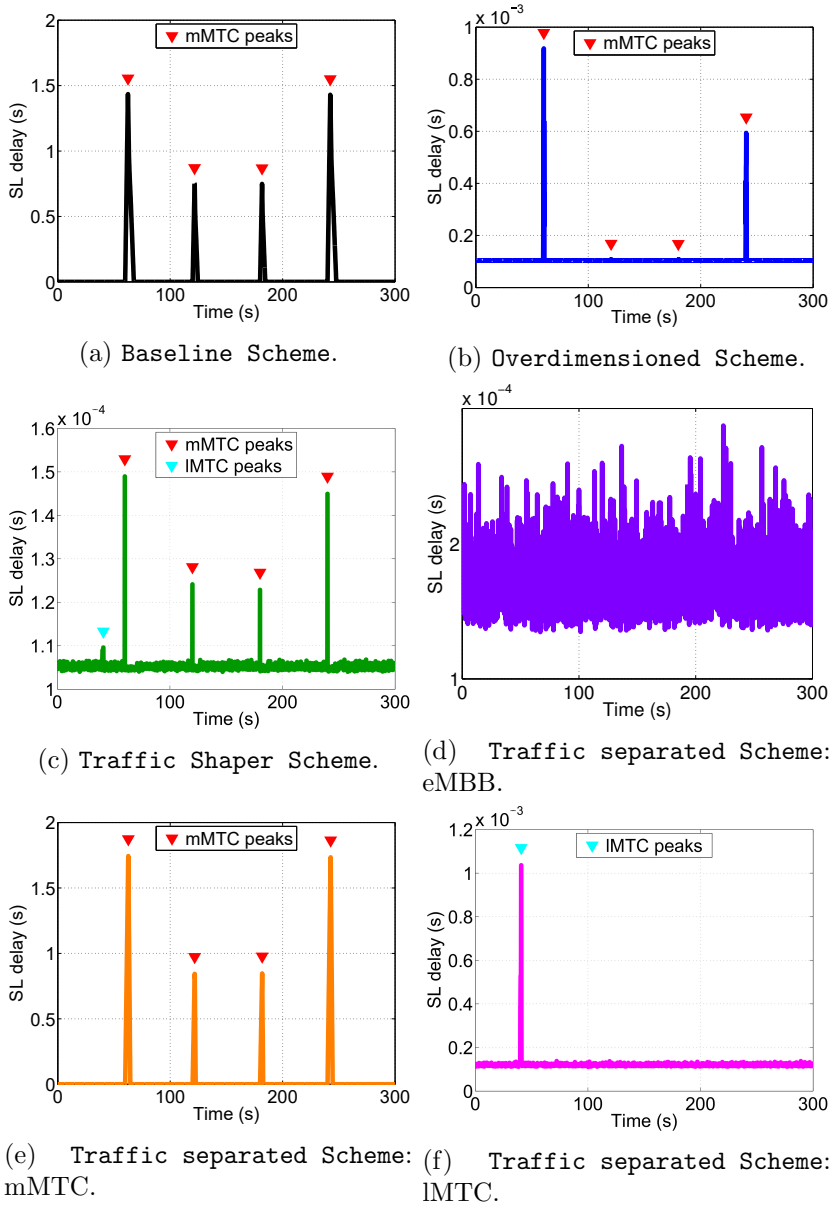 mMTC peaks
2
1.5
1
0.5
0
SL delay (s)
0 100 200 300
Time (s)
(a) Baseline Scheme.
x 10⁻³
mMTC peaks
1
0.8
0.6
0.4
0.2
0
SL delay (s)
0 100 200 300
Time (s)
(b) Overdimensioned Scheme.
x 10⁻⁴
mMTC peaks
lMTC peaks
1.6
1.5
1.4
1.3
1.2
1.1
1
SL delay (s)
0 100 200 300
Time (s)
(c) Traffic Shaper Scheme.
x 10⁻⁴
2
1
SL delay (s)
0 100 200 300
Time (s)
(d) Traffic separated Scheme:
eMBB.
mMTC peaks
2
1.5
1
0.5
0
SL delay (s)
0 100 200 300
Time (s)
(e) Traffic separated Scheme:
mMTC.
x 10⁻³
lMTC peaks
1.2
1
0.8
0.6
0.4
0.2
0
SL delay (s)
0 100 200 300
Time (s)
(f) Traffic separated Scheme:
lMTC.